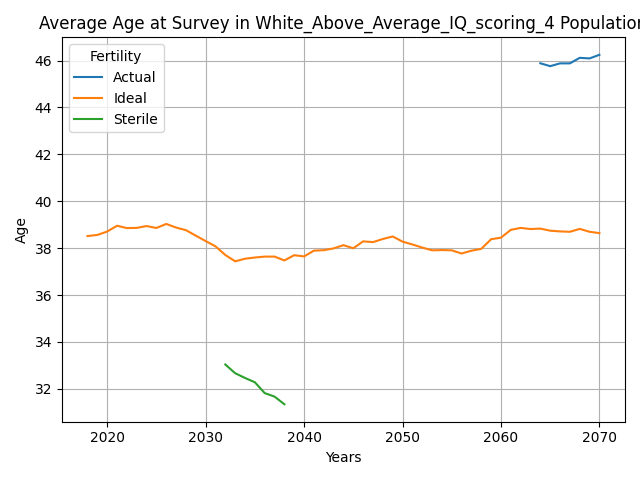 Average Age at Survey in White_Above_Average_IQ_scoring_4 Population
Fertility
Actual
Ideal
Sterile
46
44
42
40
38
36
34
32
Age
2020 2030 2040 2050 2060 2070
Years